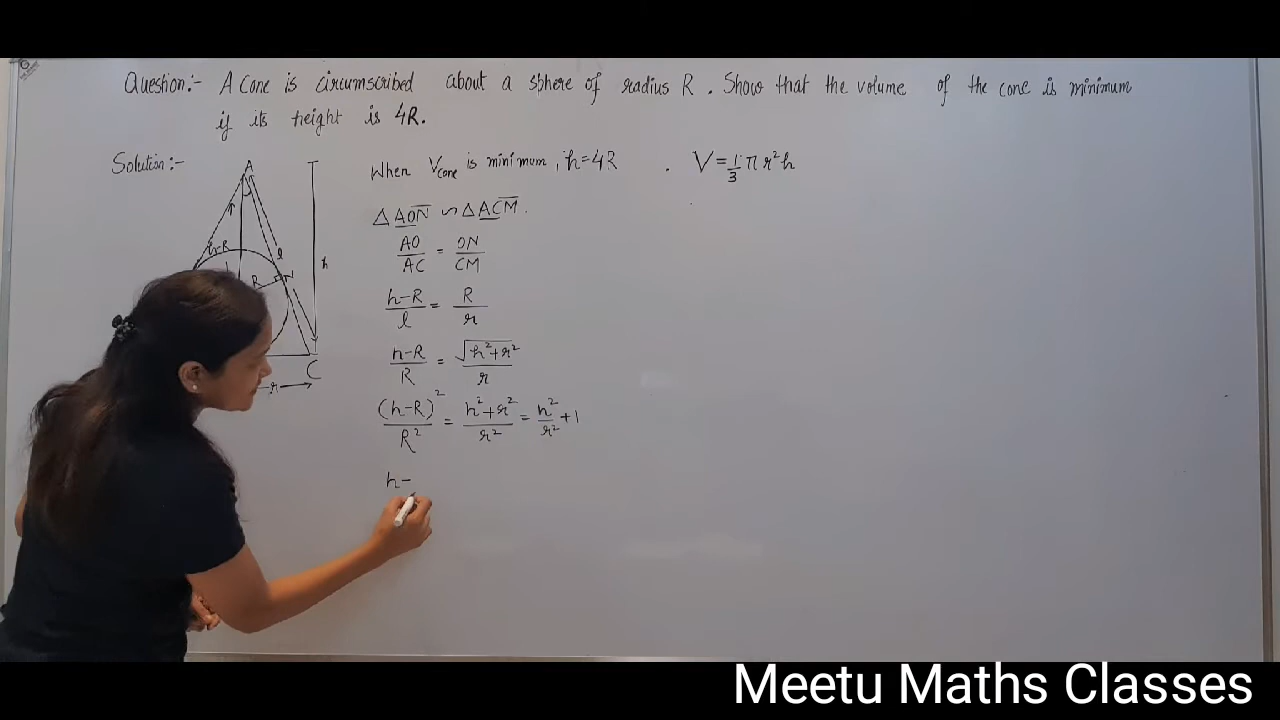 Question:- A Cone is circumscribed about a sphere of radius R. Show that the volume of the cone is minimum
if its height is 4R.
Solution:-
When Vcone is minimum, h=4R . V=1/3 πr²h
△AON ∽ △ACM.
AO/AC = ON/CM
(h-R)/l = R/r
(h-R)/R = √(h²+r²)/r
(h-R)²/R² = (h²+r²)/r² = h²/r² + 1
h-
A
h-R
l
h
R
N
C
r
Meetu Maths Classes